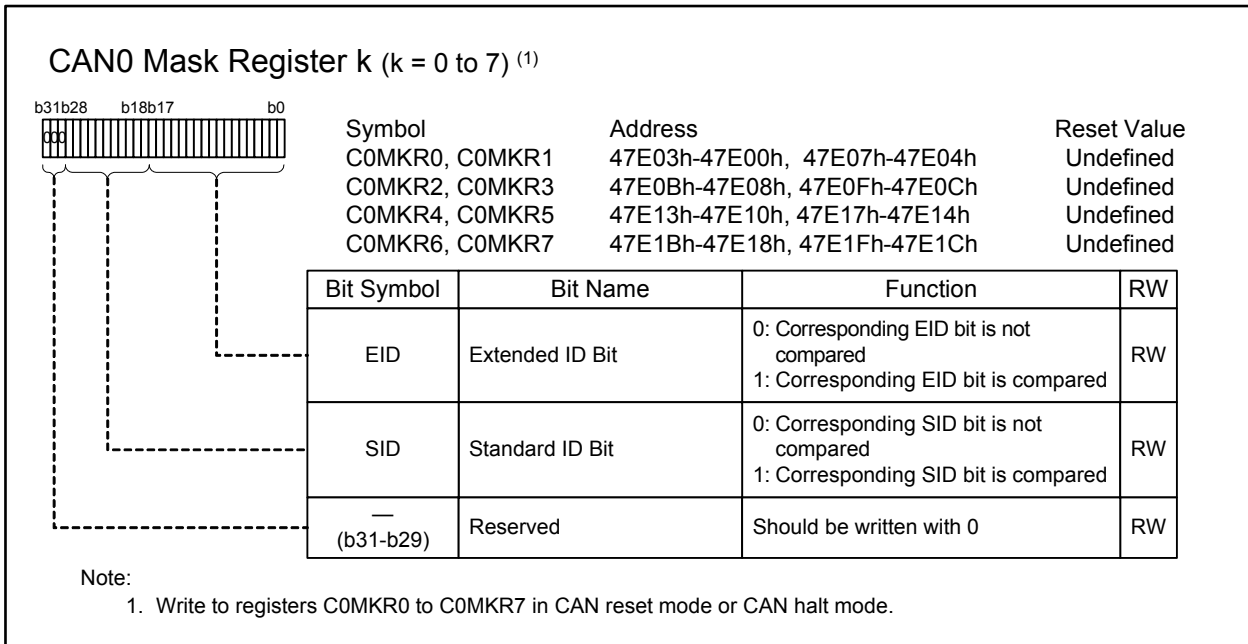 CAN0 Mask Register k (k = 0 to 7) (1)
b31b28 b18b17 b0
000
Symbol Address Reset Value
C0MKR0, C0MKR1 47E03h-47E00h, 47E07h-47E04h Undefined
C0MKR2, C0MKR3 47E0Bh-47E08h, 47E0Fh-47E0Ch Undefined
C0MKR4, C0MKR5 47E13h-47E10h, 47E17h-47E14h Undefined
C0MKR6, C0MKR7 47E1Bh-47E18h, 47E1Fh-47E1Ch Undefined
Bit Symbol Bit Name Function RW
EID Extended ID Bit 0: Corresponding EID bit is not
compared
1: Corresponding EID bit is compared RW
SID Standard ID Bit 0: Corresponding SID bit is not
compared
1: Corresponding SID bit is compared RW
—
(b31-b29) Reserved Should be written with 0 RW
Note:
1. Write to registers C0MKR0 to C0MKR7 in CAN reset mode or CAN halt mode.